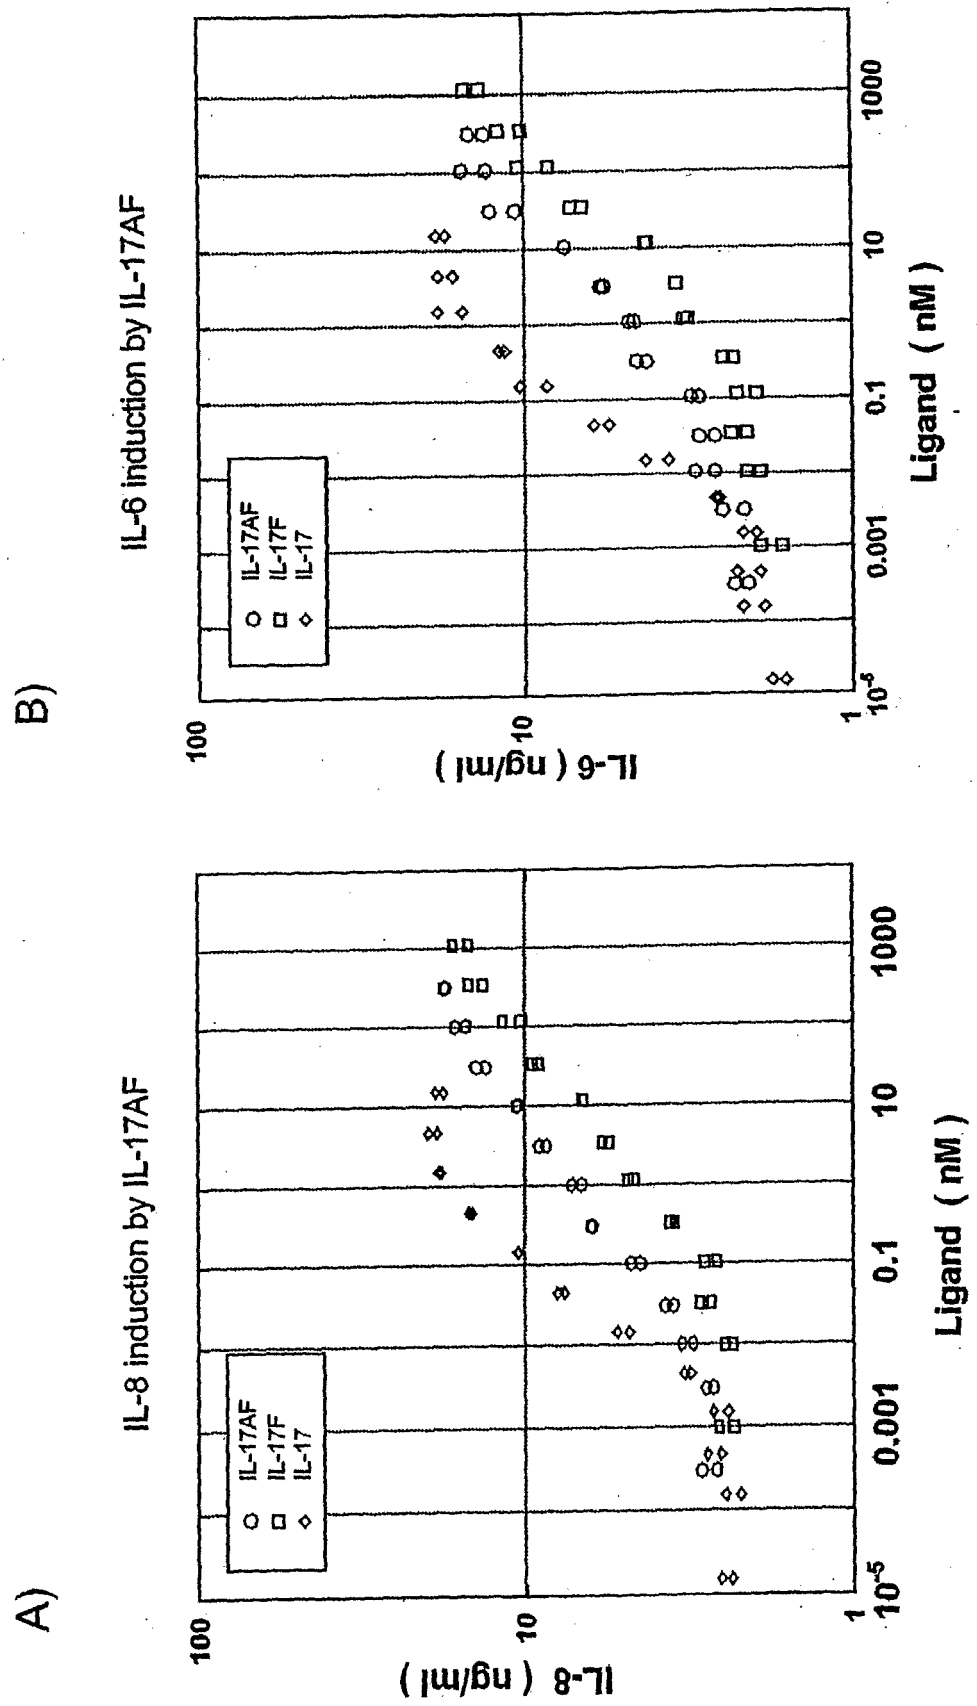 A)
IL-8 induction by IL-17AF
IL-17AF
IL-17F
IL-17
IL-8 ( ng/ml )
100
10
1
10-5
0.001
0.1
10
1000
Ligand ( nM )
B)
IL-6 induction by IL-17AF
IL-17AF
IL-17F
IL-17
IL-6 ( ng/ml )
100
10
1
10-5
0.001
0.1
10
1000
Ligand ( nM )